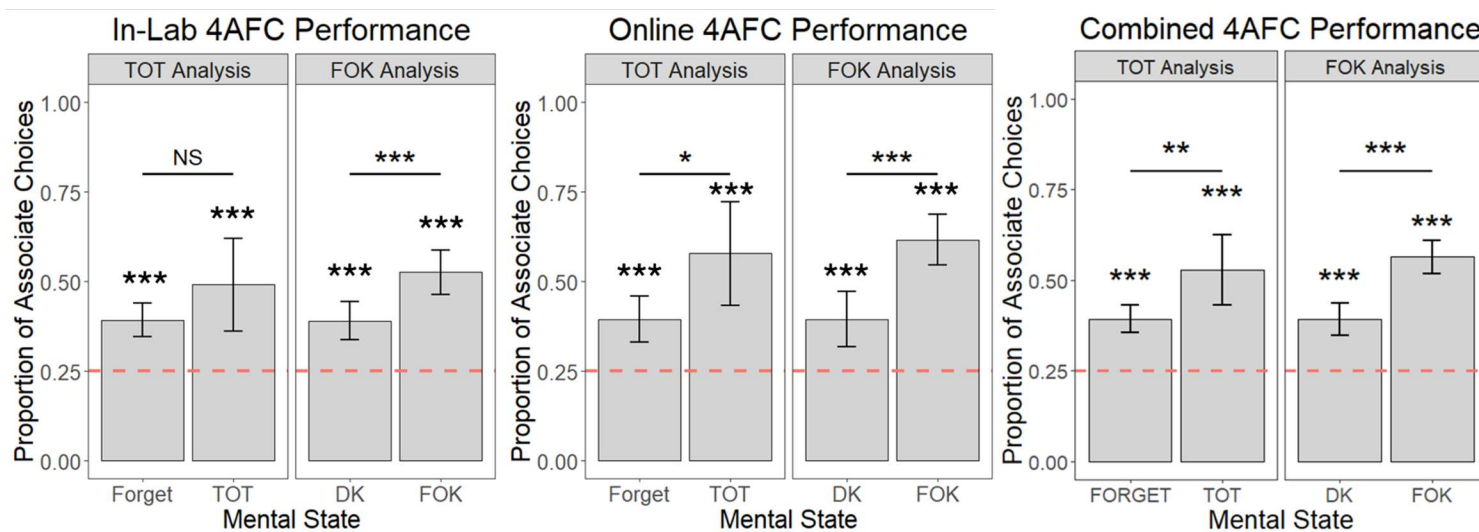 In-Lab 4AFC Performance
TOT Analysis
FOK Analysis
Proportion of Associate Choices
1.00
0.75
0.50
0.25
0.00
NS
***
***
***
***
***
Forget
TOT
DK
FOK
Mental State
Online 4AFC Performance
TOT Analysis
FOK Analysis
Proportion of Associate Choices
1.00
0.75
0.50
0.25
0.00
*
***
***
***
***
***
Forget
TOT
DK
FOK
Mental State
Combined 4AFC Performance
TOT Analysis
FOK Analysis
Proportion of Associate Choices
1.00
0.75
0.50
0.25
0.00
**
***
***
***
***
***
FORGET
TOT
DK
FOK
Mental State